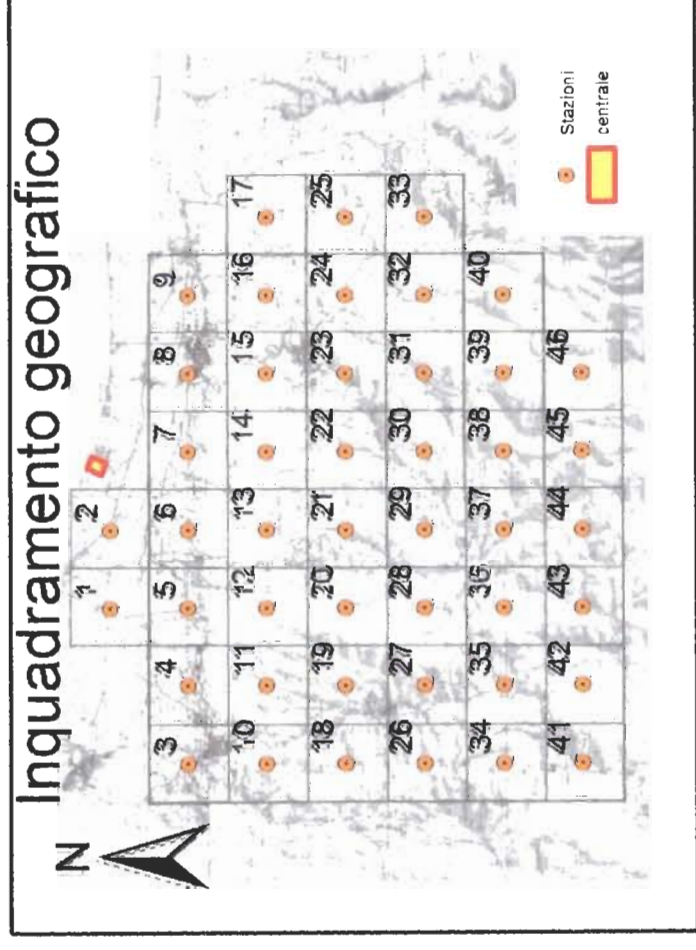 Inquadramento geografico
N
1 2
3 4 5 6 7 8 9
10 11 12 13 14 15 16 17
18 19 20 21 22 23 24 25
26 27 28 29 30 31 32 33
34 35 36 37 38 39 40
41 42 43 44 45 46
Stazioni
centrale